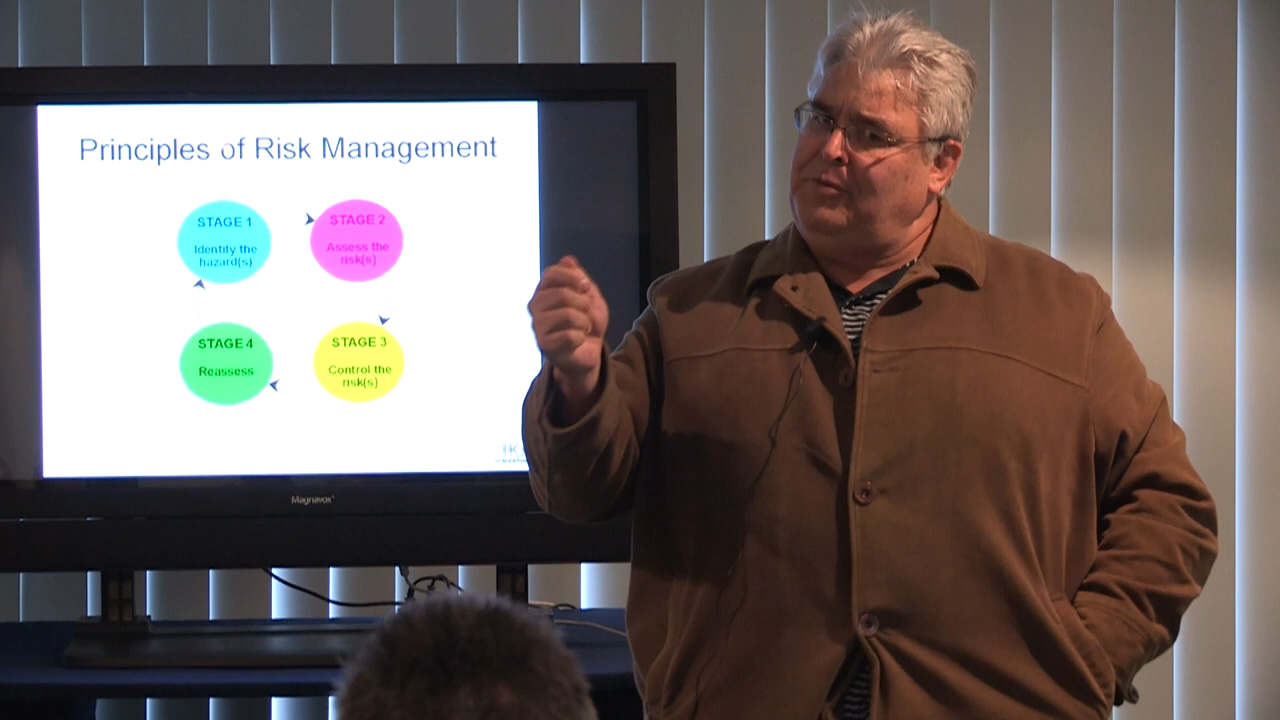 Principles of Risk Management
STAGE 1
Identify the
hazard(s)
STAGE 2
Assess the
risk(s)
STAGE 4
Reassess
STAGE 3
Control the
risk(s)
Magnavox